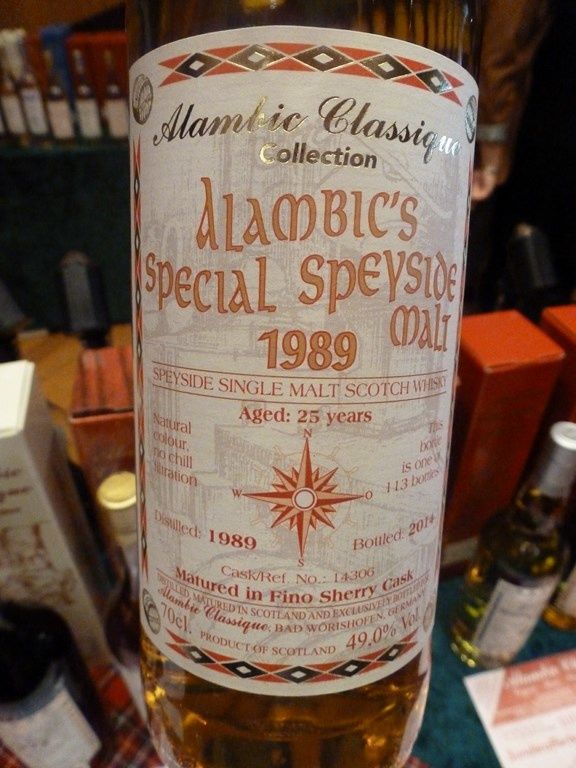 Alambic Classique
Collection
ALAMBIC'S
SPECIAL SPEYSIDE
MALT
1989
SPEYSIDE SINGLE MALT SCOTCH WHISKY
Aged: 25 years
Natural
colour,
no chill
filtration
This
bottle
is one of
113 bottles
N
W
O
S
Distilled: 1989
Bottled: 2014
Cask/Ref. No.: 14306
Matured in Fino Sherry Cask
DISTILLED, MATURED IN SCOTLAND AND EXCLUSIVELY BOTTLED FOR
Alambic Classique, BAD WÖRISHOFEN, GERMANY
70cl.
PRODUCT OF SCOTLAND
49,0% Vol.